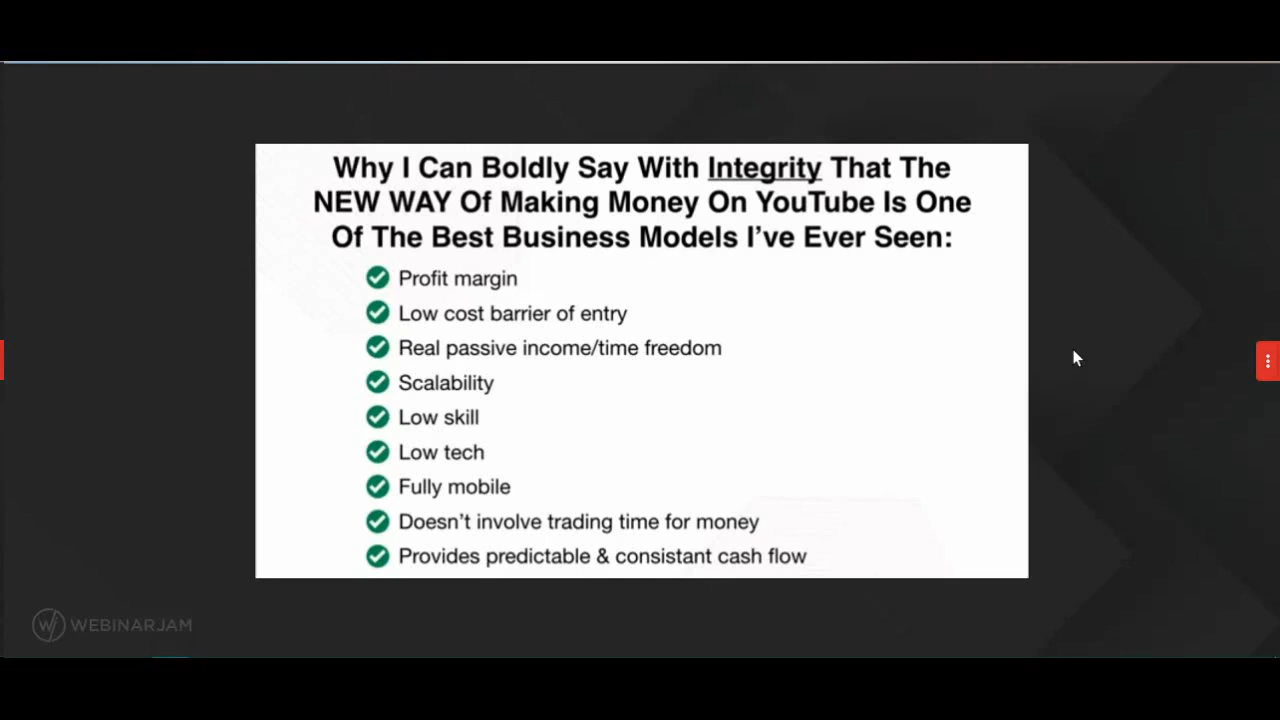 Why I Can Boldly Say With Integrity That The
NEW WAY Of Making Money On YouTube Is One
Of The Best Business Models I've Ever Seen:
Profit margin
Low cost barrier of entry
Real passive income/time freedom
Scalability
Low skill
Low tech
Fully mobile
Doesn't involve trading time for money
Provides predictable & consistant cash flow
WEBINARJAM